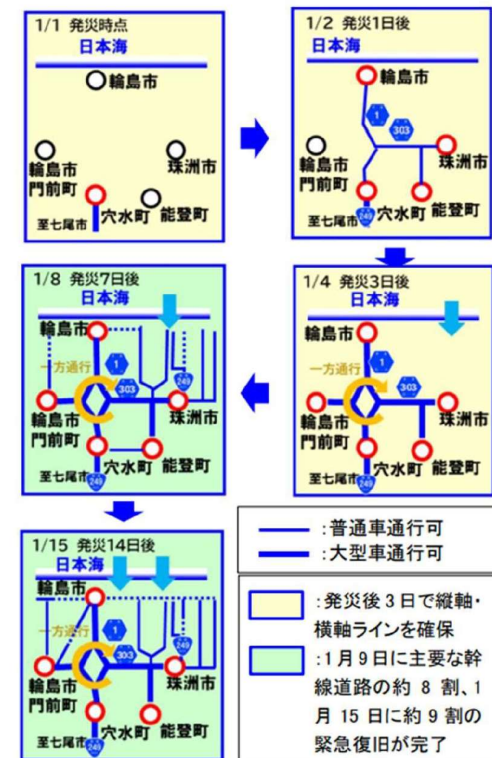 1/1 発災時点
日本海
輪島市
輪島市
門前町
珠洲市
穴水町
能登町
至七尾市
249
1/2 発災1日後
日本海
輪島市
1
303
輪島市
門前町
珠洲市
穴水町
能登町
至七尾市
249
1/8 発災7日後
日本海
輪島市
一方通行
1
303
249
輪島市
門前町
珠洲市
穴水町
能登町
至七尾市
249
1/4 発災3日後
日本海
輪島市
一方通行
1
303
輪島市
門前町
珠洲市
穴水町
能登町
至七尾市
249
1/15 発災14日後
日本海
輪島市
一方通行
1
303
249
輪島市
門前町
珠洲市
穴水町
能登町
至七尾市
249
:普通車通行可
:大型車通行可
:発災後3日で縦軸・
横軸ラインを確保
:1月9日に主要な幹
線道路の約8割、1
月15日に約9割の
緊急復旧が完了